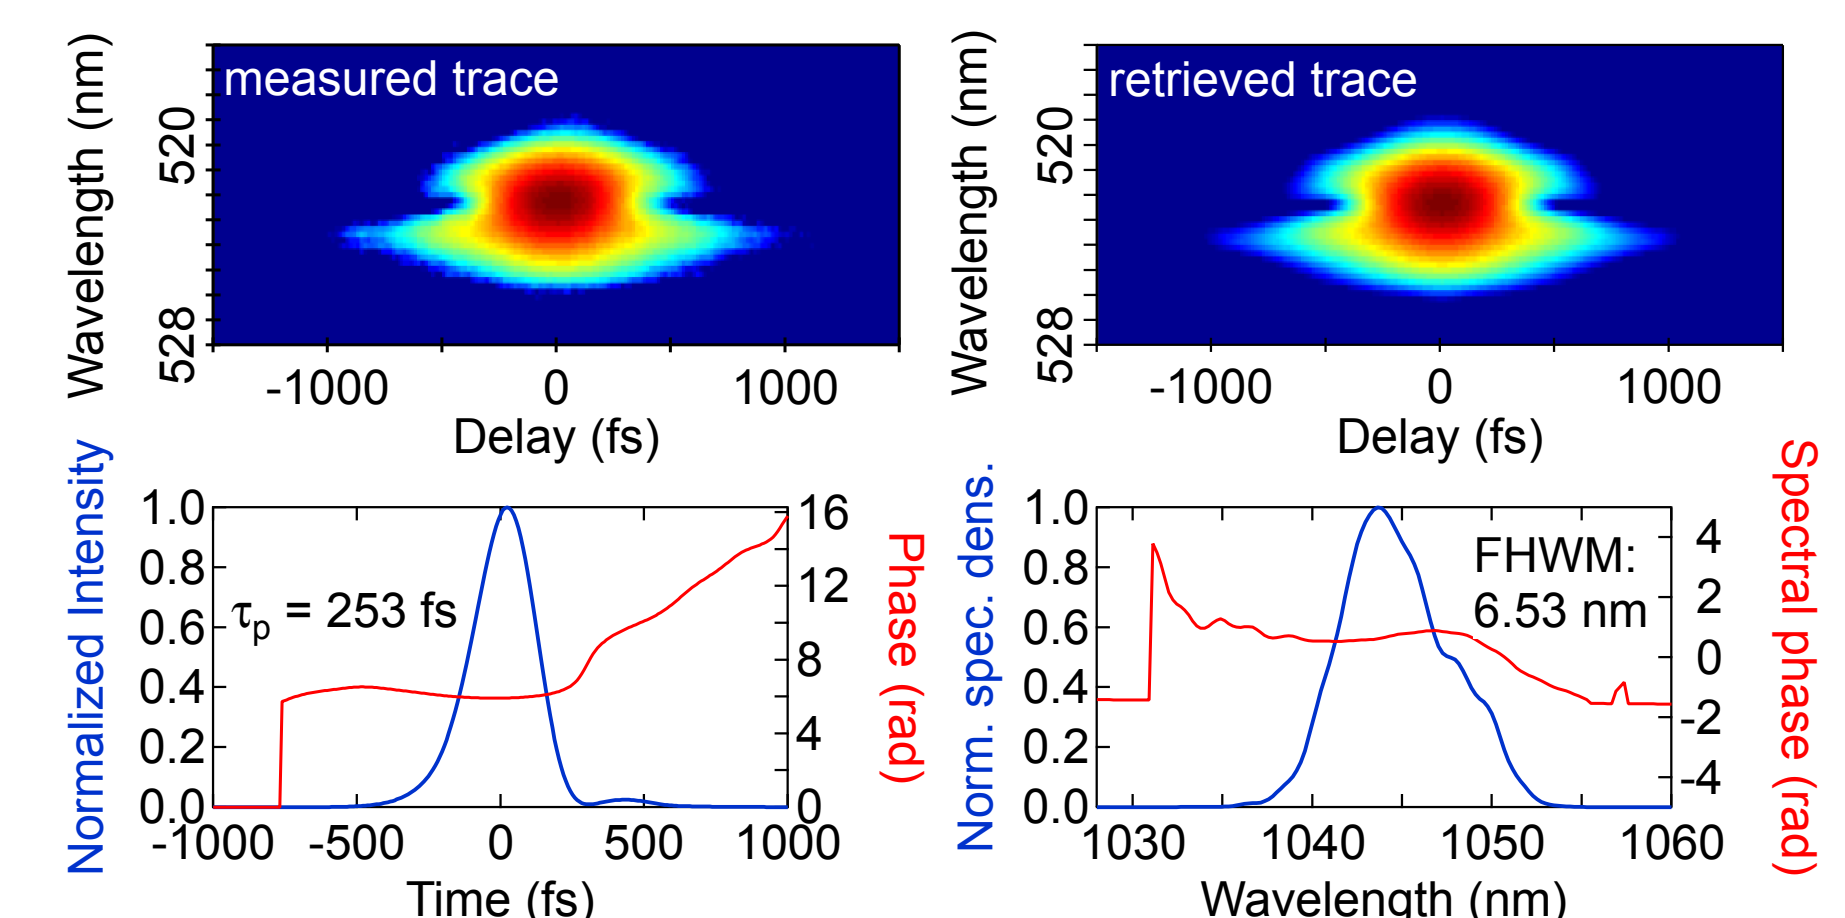 measured trace
Wavelength (nm)
520
528
-1000 0 1000
Delay (fs)
retrieved trace
Wavelength (nm)
520
528
-1000 0 1000
Delay (fs)
Normalized Intensity
1.0
0.8
0.6
0.4
0.2
0.0
τp = 253 fs
16
12
8
4
0
Phase (rad)
-1000 -500 0 500 1000
Time (fs)
Norm. spec. dens.
1.0
0.8
0.6
0.4
0.2
0.0
FHWM:
6.53 nm
4
2
0
-2
-4
Spectral phase (rad)
1030 1040 1050 1060
Wavelength (nm)